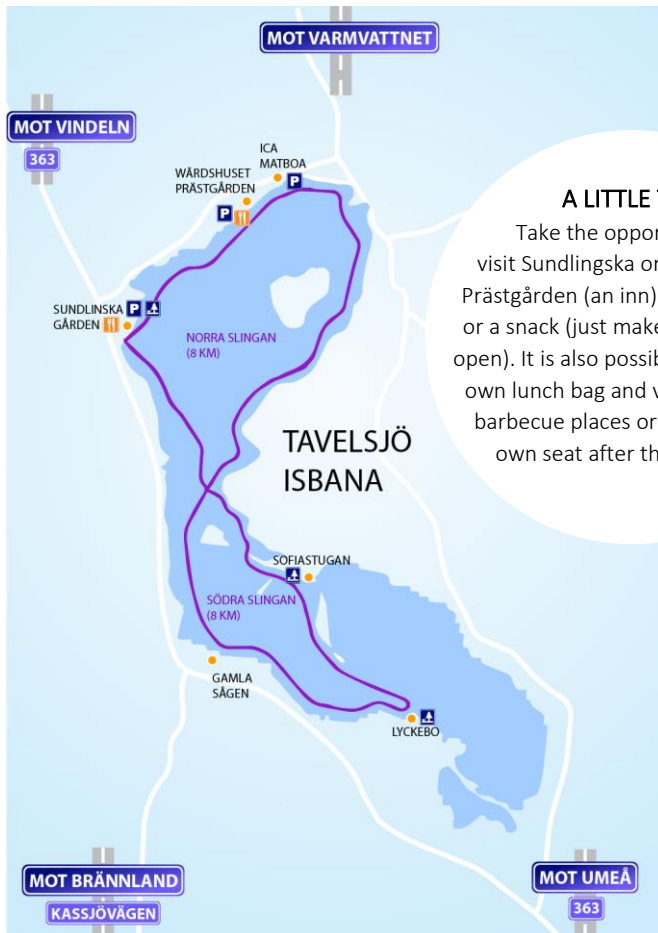 MOT VARMVATTNET
MOT VINDELN
363
ICA
MATBOA
P
WÄRDSHUSET
PRÄSTGÅRDEN
P
SUNDLINSKA P
GÅRDEN
NORRA SLINGAN
(8 KM)
TAVELSJÖ
ISBANA
SOFIASTUGAN
SÖDRA SLINGAN
(8 KM)
GAMLA
SÅGEN
LYCKEBO
MOT BRÄNNLAND
KASSJÖVÄGEN
MOT UMEÅ
363
A LITTLE
Take the oppor
visit Sundlingska or
Prästgården (an inn)
or a snack (just make
open). It is also possib
own lunch bag and v
barbecue places or
own seat after th